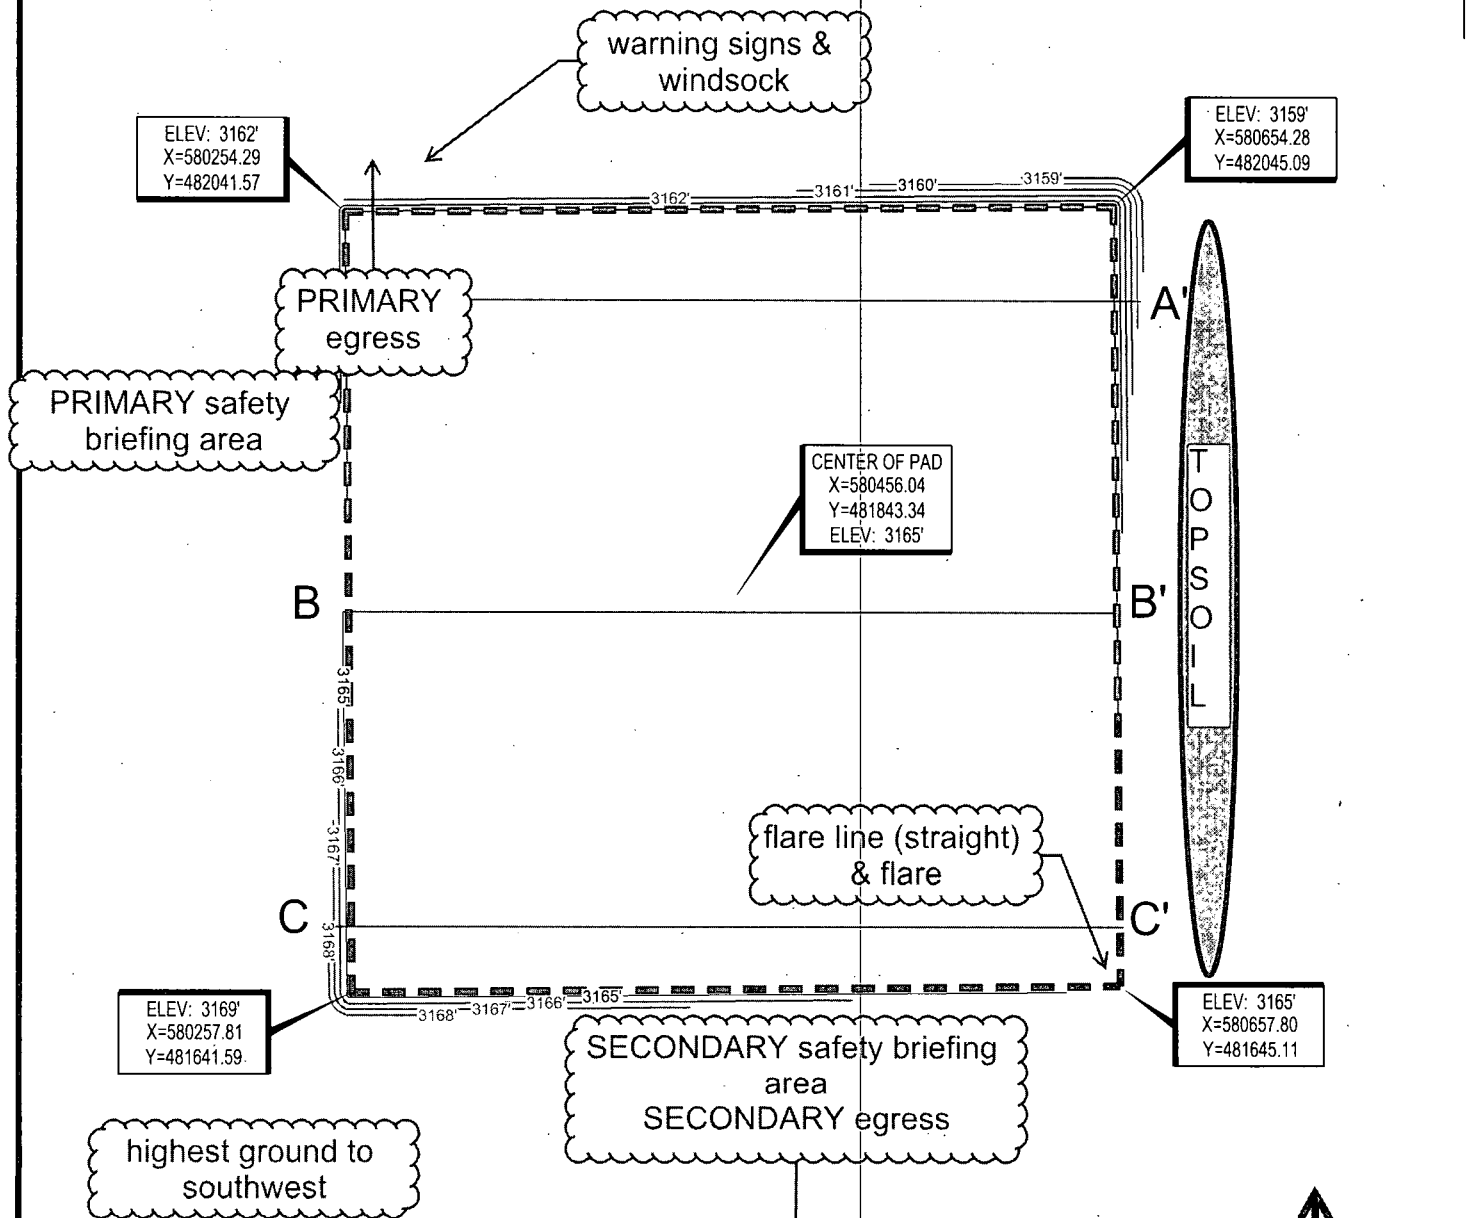 warning signs &
windsock
ELEV: 3162'
X=580254.29
Y=482041.57
ELEV: 3159'
X=580654.28
Y=482045.09
3162'
3161'
3160'
3159'
PRIMARY
egress
A'
PRIMARY safety
briefing area
CENTER OF PAD
X=580456.04
Y=481843.34
ELEV: 3165'
TOPSOIL
B
B'
3165'
3166'
3167'
3168'
flare line (straight)
& flare
C
C'
ELEV: 3169'
X=580257.81
Y=481641.59
3168'
3167'
3166'
3165'
ELEV: 3165'
X=580657.80
Y=481645.11
SECONDARY safety briefing
area
SECONDARY egress
highest ground to
southwest